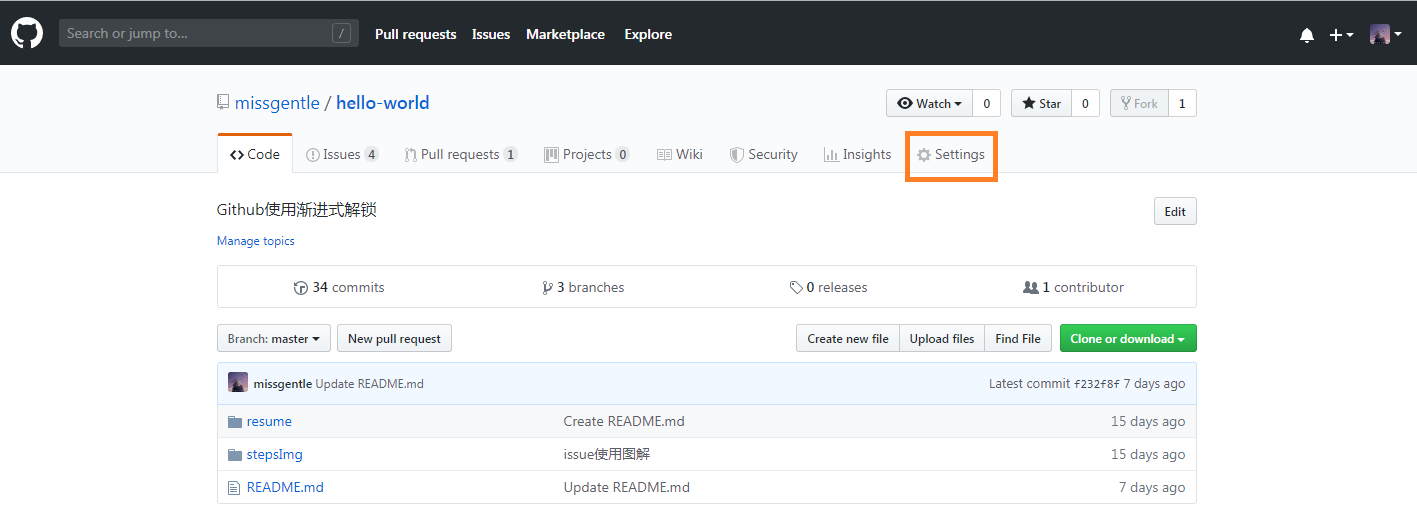 Search or jump to... / Pull requests Issues Marketplace Explore
missgentle / hello-world Watch 0 Star 0 Fork 1
Code Issues 4 Pull requests 1 Projects 0 Wiki Security Insights Settings
Github使用渐进式解锁 Edit
Manage topics
34 commits 3 branches 0 releases 1 contributor
Branch: master New pull request Create new file Upload files Find File Clone or download
missgentle Update README.md Latest commit f232f8f 7 days ago
resume Create README.md 15 days ago
stepsImg issue使用图解 15 days ago
README.md Update README.md 7 days ago